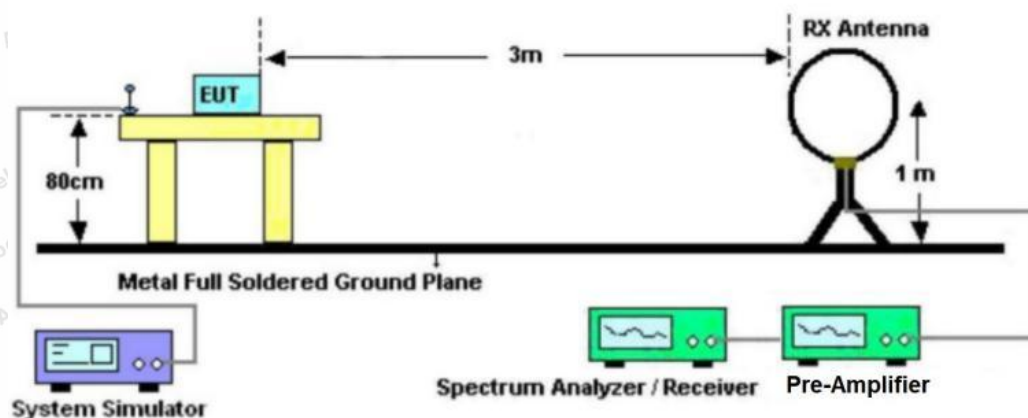 RX Antenna
3m
EUT
80cm
1 m
Metal Full Soldered Ground Plane
Spectrum Analyzer / Receiver
Pre-Amplifier
System Simulator